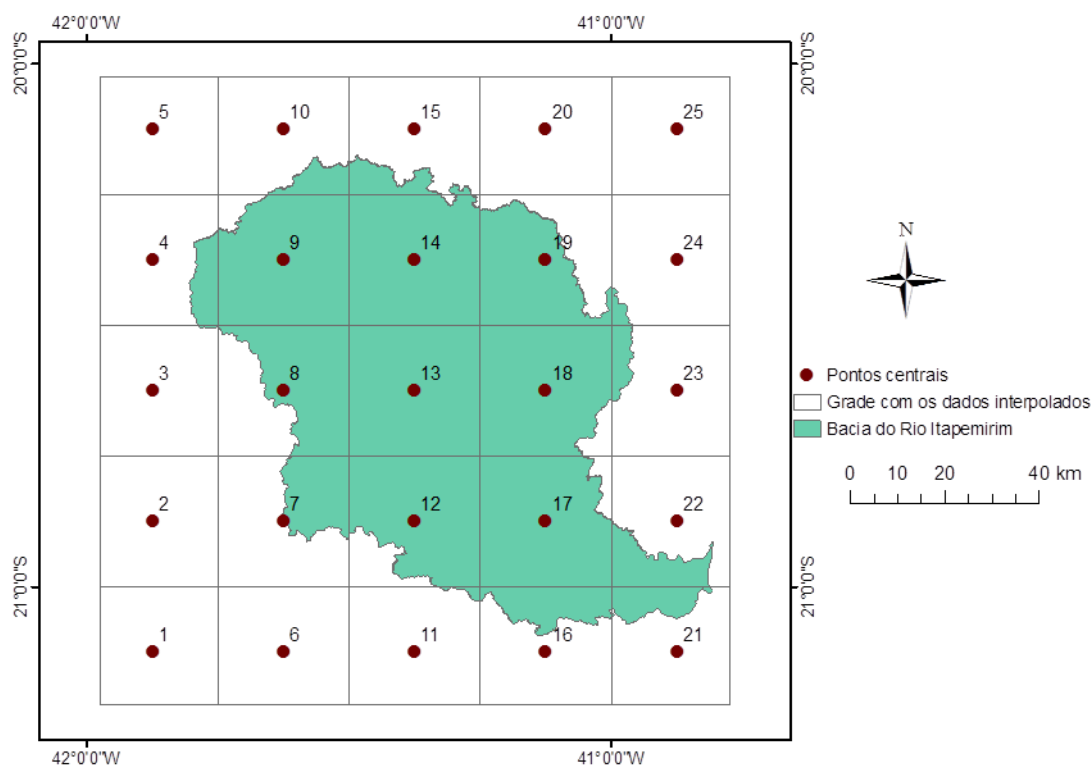 42°0'0"W 41°0'0"W
20°0'0"S 20°0'0"S
5 10 15 20 25
4 9 14 19 24
N
3 8 13 18 23
Pontos centrais
Grade com os dados interpolados
Bacia do Rio Itapemirim
0 10 20 40 km
2 7 12 17 22
21°0'0"S 21°0'0"S
1 6 11 16 21
42°0'0"W 41°0'0"W